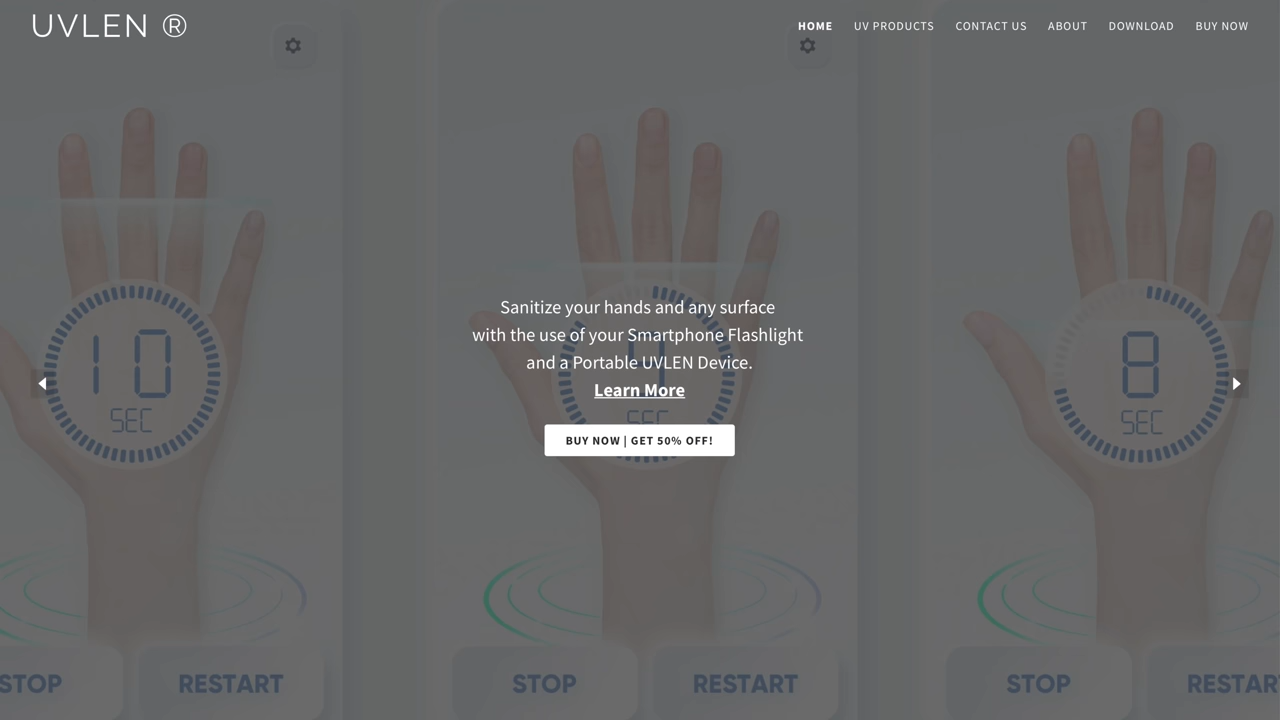 UVLEN ®
HOME
UV PRODUCTS
CONTACT US
ABOUT
DOWNLOAD
BUY NOW
Sanitize your hands and any surface
with the use of your Smartphone Flashlight
and a Portable UVLEN Device.
Learn More
BUY NOW | GET 50% OFF!
10
SEC
9
SEC
8
SEC
STOP
RESTART
STOP
RESTART
STOP
RESTAR